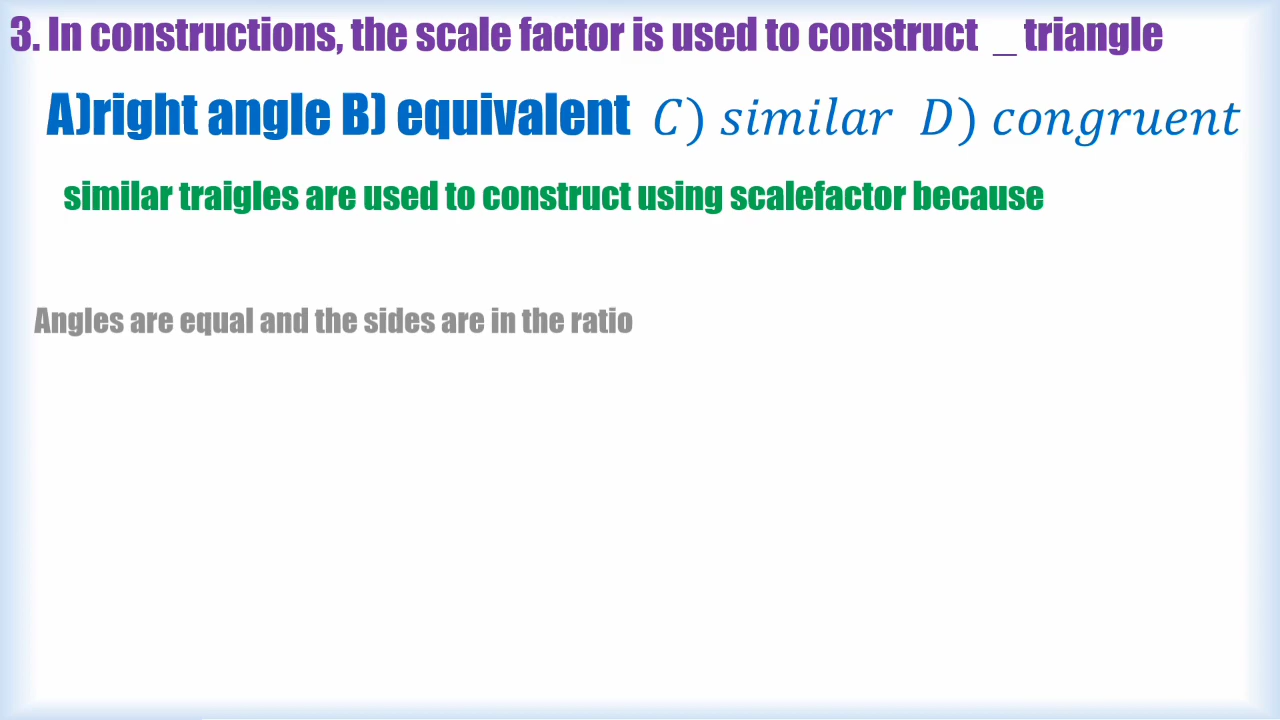 3. In constructions, the scale factor is used to construct _ triangle
A)right angle B) equivalent C) similar D) congruent
similar traigles are used to construct using scalefactor because
Angles are equal and the sides are in the ratio